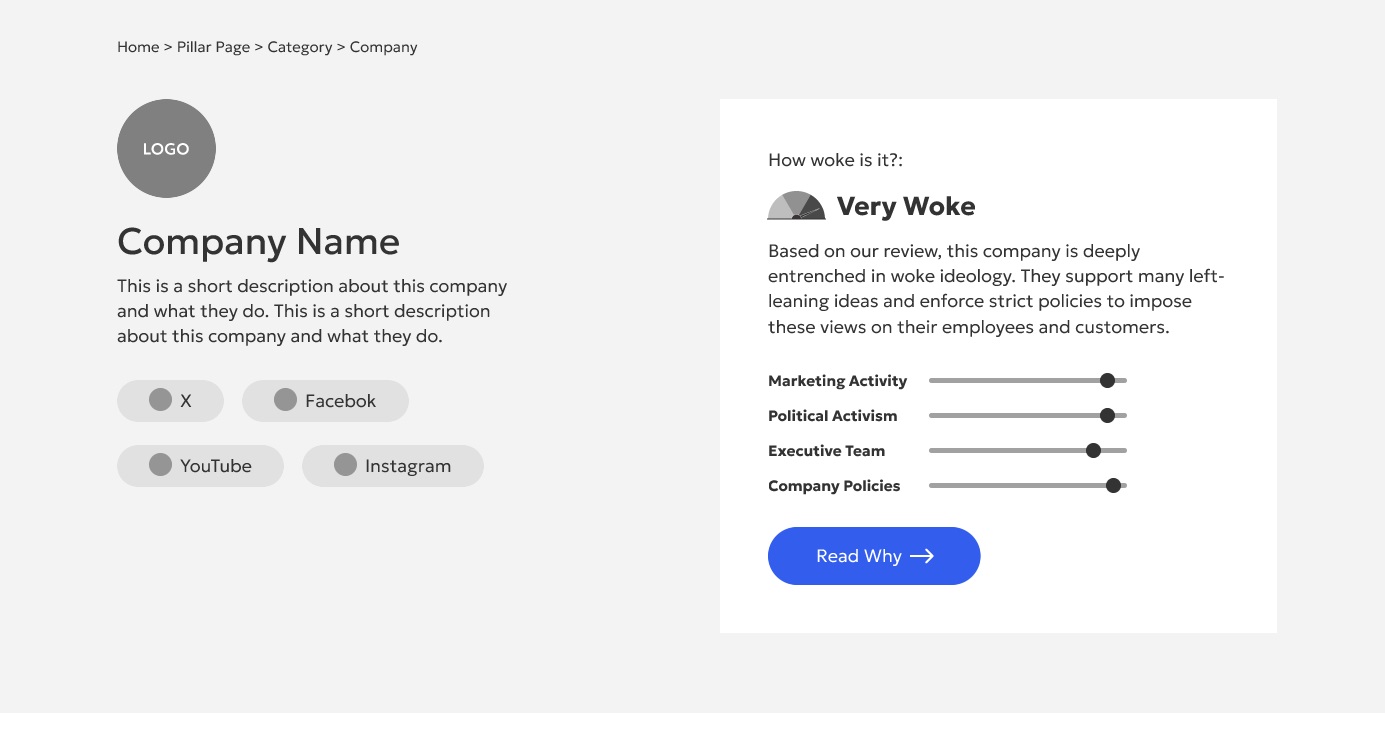 Home > Pillar Page > Category > Company
LOGO
Company Name
This is a short description about this company
and what they do. This is a short description
about this company and what they do.
X
Facebok
YouTube
Instagram
How woke is it?:
Very Woke
Based on our review, this company is deeply
entrenched in woke ideology. They support many left-
leaning ideas and enforce strict policies to impose
these views on their employees and customers.
Marketing Activity
Political Activism
Executive Team
Company Policies
Read Why →